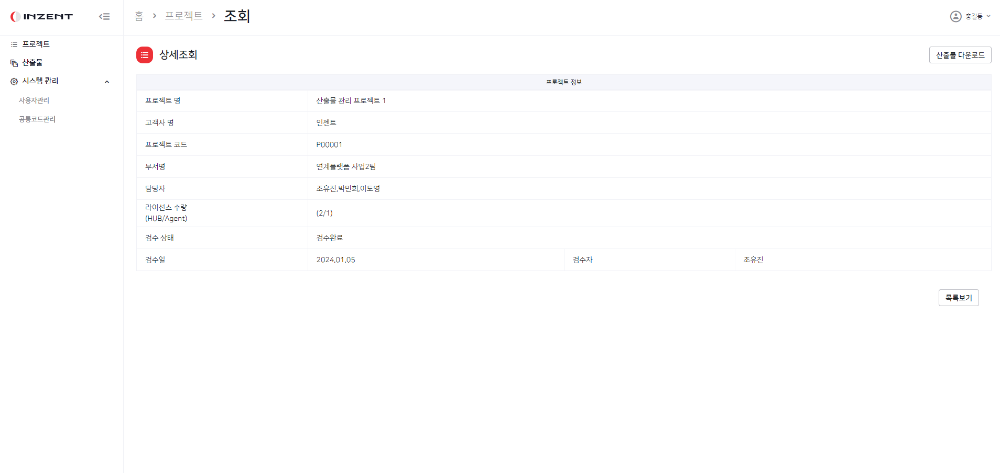 INZENT
홈 > 프로젝트 > 조회
홍길동
프로젝트
산출물
시스템 관리
사용자관리
공통코드관리
상세조회
산출물 다운로드
프로젝트 정보
프로젝트 명 산출물 관리 프로젝트 1
고객사 명 인젠트
프로젝트 코드 P00001
부서명 연계플랫폼 사업2팀
담당자 조유진,박민희,이도영
라이선스 수량
(HUB/Agent) (2/1)
검수 상태 검수완료
검수일 2024.01.05 검수자 조유진
목록보기